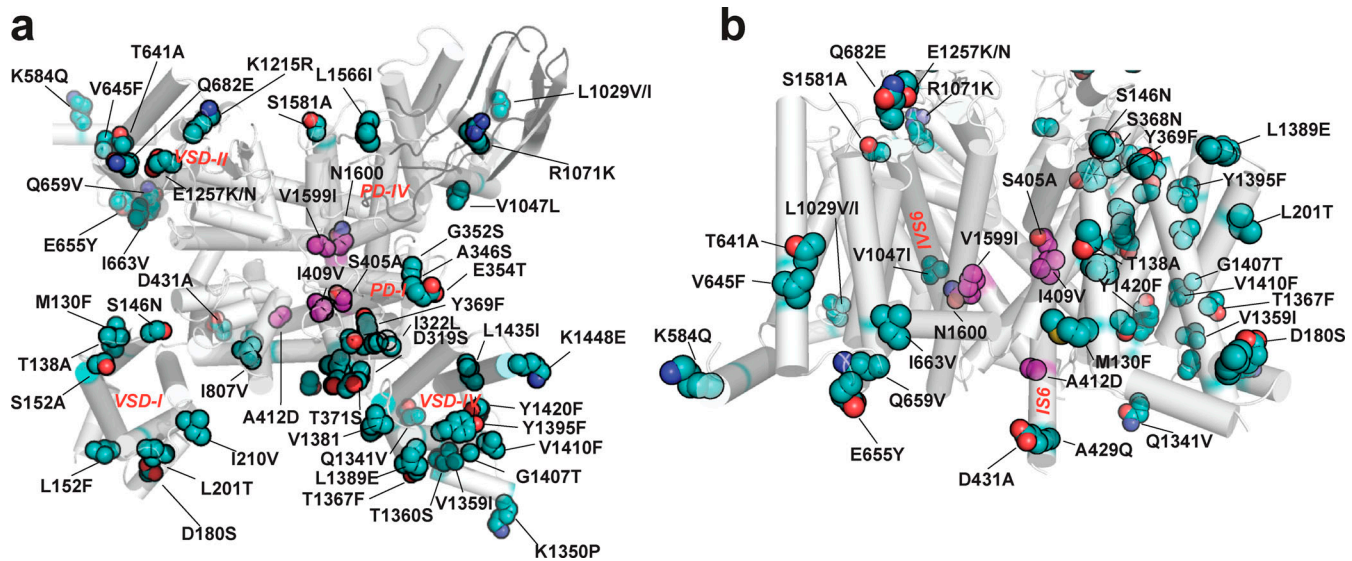 a
T641A
K584Q
V645F
Q682E
K1215R
L1566I
S1581A
L1029V/I
VSD-II
N1600
PD-IV
R1071K
Q659V
E1257K/N
V1599I
V1047L
E655Y
G352S
I663V
I409V
S405A
A346S
D431A
PD-I
E354T
M130F
S146N
Y369F
I322L
D319S
L1435I
K1448E
T138A
I807V
S152A
VSD-I
A412D
T371S
VSD-IV
Y1420F
V1381
Y1395F
I210V
Q1341V
V1410F
L152F
L201T
L1389E
G1407T
T1367F
V1359I
T1360S
D180S
K1350P
b
Q682E
E1257K/N
S1581A
R1071K
S146N
S368N
Y369F
L1389E
S405A
Y1395F
L1029V/I
IVS6
T641A
V1599I
L201T
V1047I
V645F
T138A
G1407T
I409V
Y1420F
V1410F
T1367F
N1600
V1359I
K584Q
I663V
M130F
D180S
A412D
Q659V
IS6
Q1341V
E655Y
A429Q
D431A